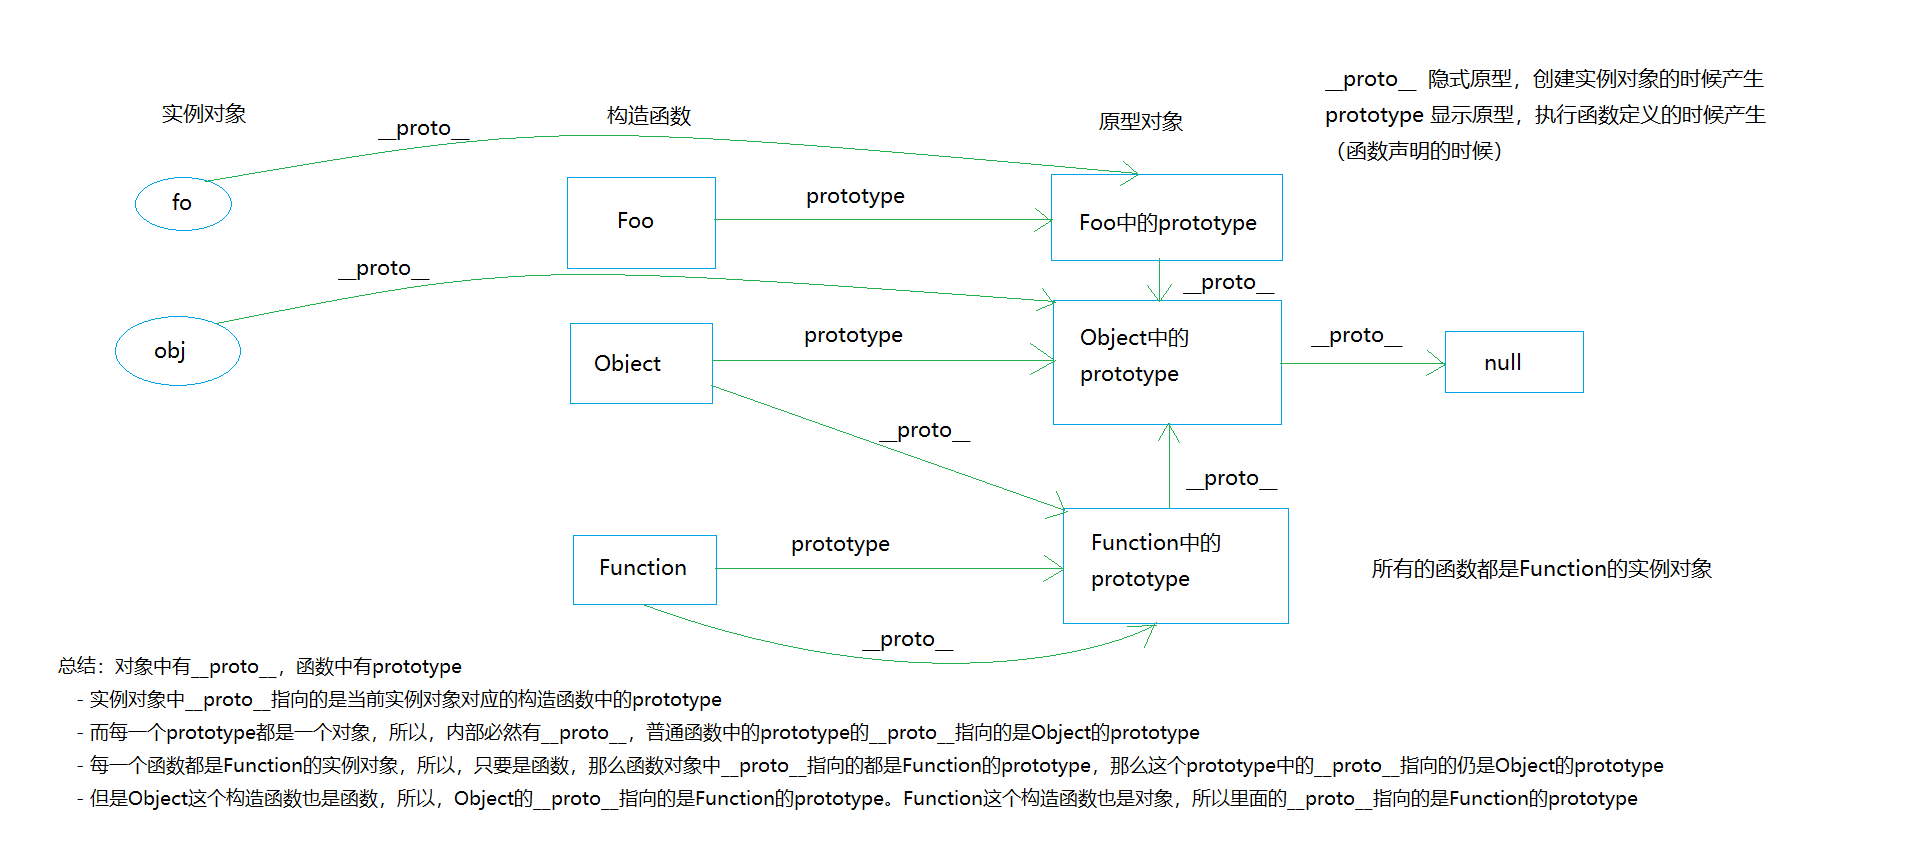 __proto__ 隐式原型，创建实例对象的时候产生
prototype 显示原型，执行函数定义的时候产生
（函数声明的时候）
实例对象
构造函数
原型对象
__proto__
fo
Foo
prototype
Foo中的prototype
__proto__
__proto__
obj
Object
prototype
Object中的
prototype
__proto__
null
__proto__
__proto__
Function
prototype
Function中的
prototype
所有的函数都是Function的实例对象
__proto__
总结：对象中有__proto__，函数中有prototype
- 实例对象中__proto__指向的是当前实例对象对应的构造函数中的prototype
- 而每一个prototype都是一个对象，所以，内部必然有__proto__，普通函数中的prototype的__proto__指向的是Object的prototype
- 每一个函数都是Function的实例对象，所以，只要是函数，那么函数对象中__proto__指向的都是Function的prototype，那么这个prototype中的__proto__指向的仍是Object的prototype
- 但是Object这个构造函数也是函数，所以，Object的__proto__指向的是Function的prototype。Function这个构造函数也是对象，所以里面的__proto__指向的是Function的prototype